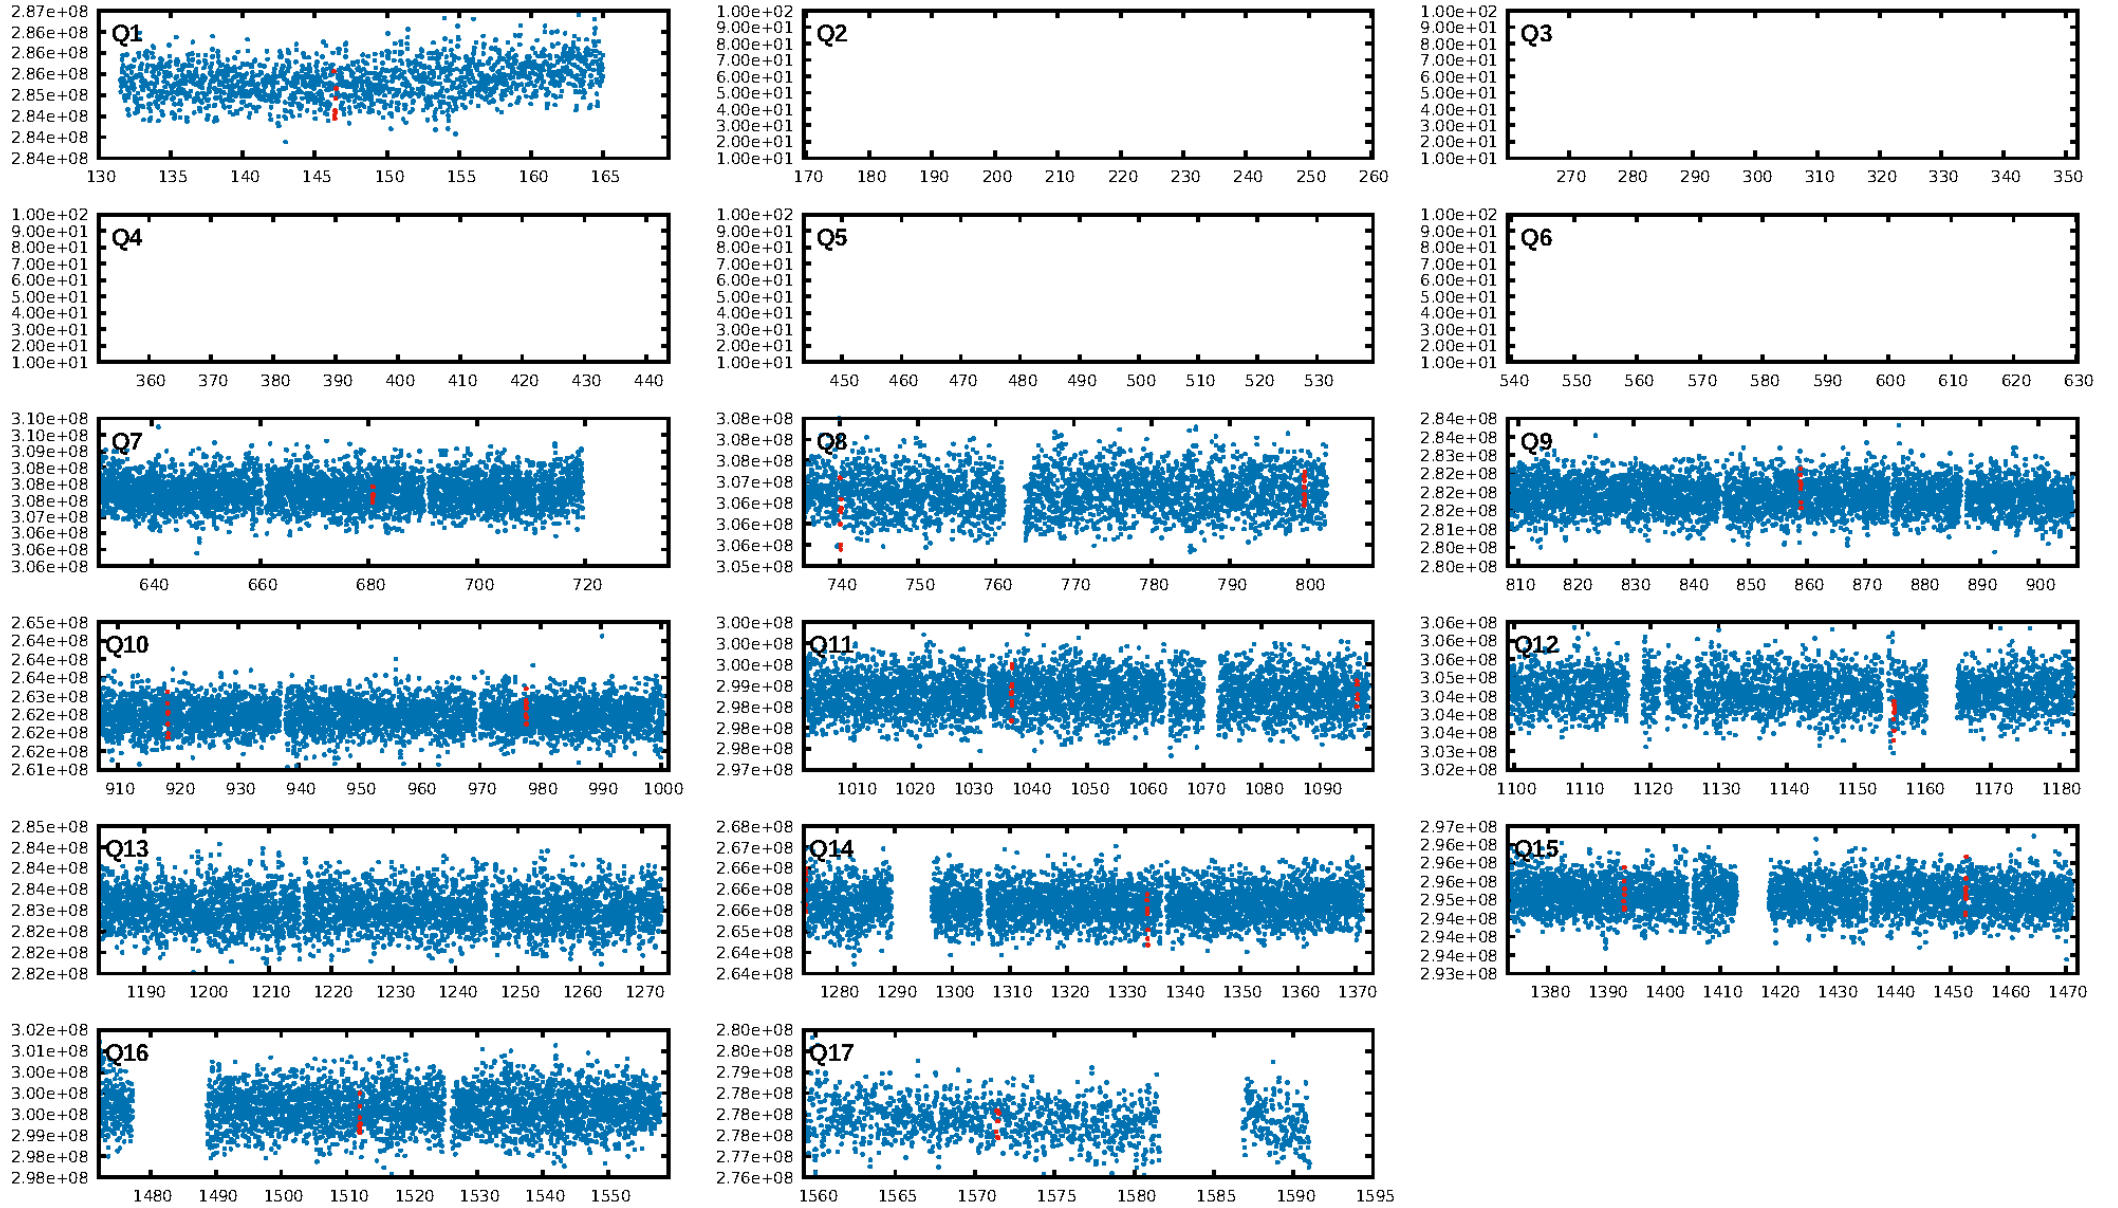 Q1
2.87e+08
2.86e+08
2.86e+08
2.86e+08
2.85e+08
2.84e+08
2.84e+08
2.84e+08
130 135 140 145 150 155 160 165
Q2
1.00e+02
9.00e+01
8.00e+01
7.00e+01
6.00e+01
5.00e+01
4.00e+01
3.00e+01
2.00e+01
1.00e+01
170 180 190 200 210 220 230 240 250 260
Q3
1.00e+02
9.00e+01
8.00e+01
7.00e+01
6.00e+01
5.00e+01
4.00e+01
3.00e+01
2.00e+01
1.00e+01
270 280 290 300 310 320 330 340 350
Q4
1.00e+02
9.00e+01
8.00e+01
7.00e+01
6.00e+01
5.00e+01
4.00e+01
3.00e+01
2.00e+01
1.00e+01
360 370 380 390 400 410 420 430 440
Q5
1.00e+02
9.00e+01
8.00e+01
7.00e+01
6.00e+01
5.00e+01
4.00e+01
3.00e+01
2.00e+01
1.00e+01
450 460 470 480 490 500 510 520 530
Q6
1.00e+02
9.00e+01
8.00e+01
7.00e+01
6.00e+01
5.00e+01
4.00e+01
3.00e+01
2.00e+01
1.00e+01
540 550 560 570 580 590 600 610 620 630
Q7
3.10e+08
3.10e+08
3.09e+08
3.08e+08
3.08e+08
3.08e+08
3.07e+08
3.06e+08
3.06e+08
3.06e+08
640 660 680 700 720
Q8
3.08e+08
3.08e+08
3.08e+08
3.07e+08
3.06e+08
3.06e+08
3.06e+08
3.05e+08
740 750 760 770 780 790 800
Q9
2.84e+08
2.84e+08
2.83e+08
2.82e+08
2.82e+08
2.82e+08
2.81e+08
2.80e+08
2.80e+08
810 820 830 840 850 860 870 880 890 900
Q10
2.65e+08
2.64e+08
2.64e+08
2.64e+08
2.63e+08
2.62e+08
2.62e+08
2.62e+08
2.61e+08
910 920 930 940 950 960 970 980 990 1000
Q11
3.00e+08
3.00e+08
3.00e+08
2.99e+08
2.98e+08
2.98e+08
2.98e+08
2.97e+08
1010 1020 1030 1040 1050 1060 1070 1080 1090
Q12
3.06e+08
3.06e+08
3.06e+08
3.05e+08
3.04e+08
3.04e+08
3.04e+08
3.03e+08
3.02e+08
1100 1110 1120 1130 1140 1150 1160 1170 1180
Q13
2.85e+08
2.84e+08
2.84e+08
2.84e+08
2.83e+08
2.82e+08
2.82e+08
2.82e+08
1190 1200 1210 1220 1230 1240 1250 1260 1270
Q14
2.68e+08
2.67e+08
2.66e+08
2.66e+08
2.66e+08
2.65e+08
2.64e+08
2.64e+08
1280 1290 1300 1310 1320 1330 1340 1350 1360 1370
Q15
2.97e+08
2.96e+08
2.96e+08
2.96e+08
2.95e+08
2.94e+08
2.94e+08
2.94e+08
2.93e+08
1380 1390 1400 1410 1420 1430 1440 1450 1460 1470
Q16
3.02e+08
3.01e+08
3.00e+08
3.00e+08
3.00e+08
2.99e+08
2.98e+08
2.98e+08
1480 1490 1500 1510 1520 1530 1540 1550
Q17
2.80e+08
2.80e+08
2.79e+08
2.78e+08
2.78e+08
2.78e+08
2.77e+08
2.76e+08
1560 1565 1570 1575 1580 1585 1590 1595